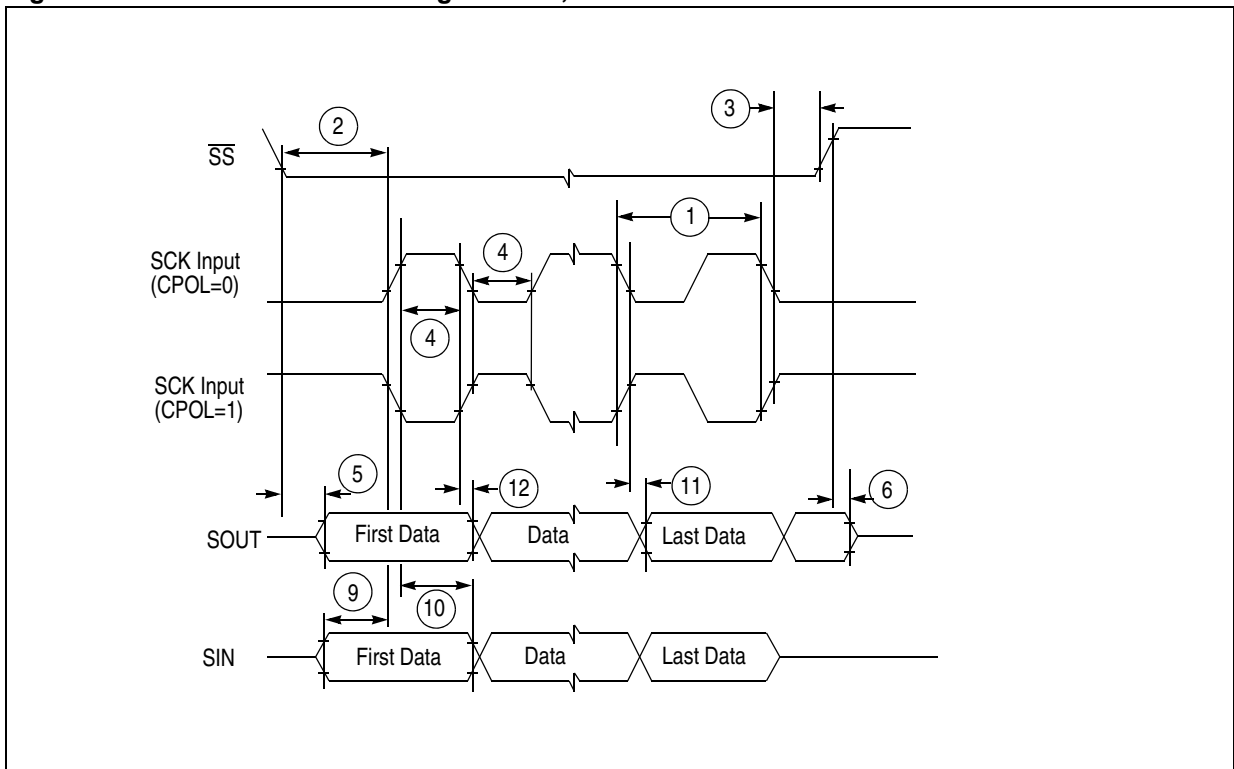 2
3
SS
1
SCK Input
(CPOL=0)
4
4
SCK Input
(CPOL=1)
5
12
11
6
SOUT
First Data
Data
Last Data
9
10
SIN
First Data
Data
Last Data